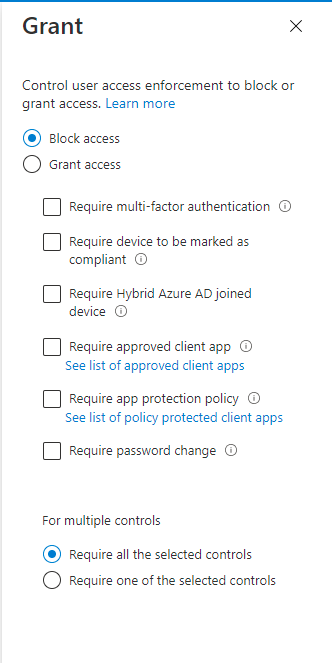 Grant
Control user access enforcement to block or
grant access. Learn more
Block access
Grant access
Require multi-factor authentication
Require device to be marked as
compliant
Require Hybrid Azure AD joined
device
Require approved client app
See list of approved client apps
Require app protection policy
See list of policy protected client apps
Require password change
For multiple controls
Require all the selected controls
Require one of the selected controls